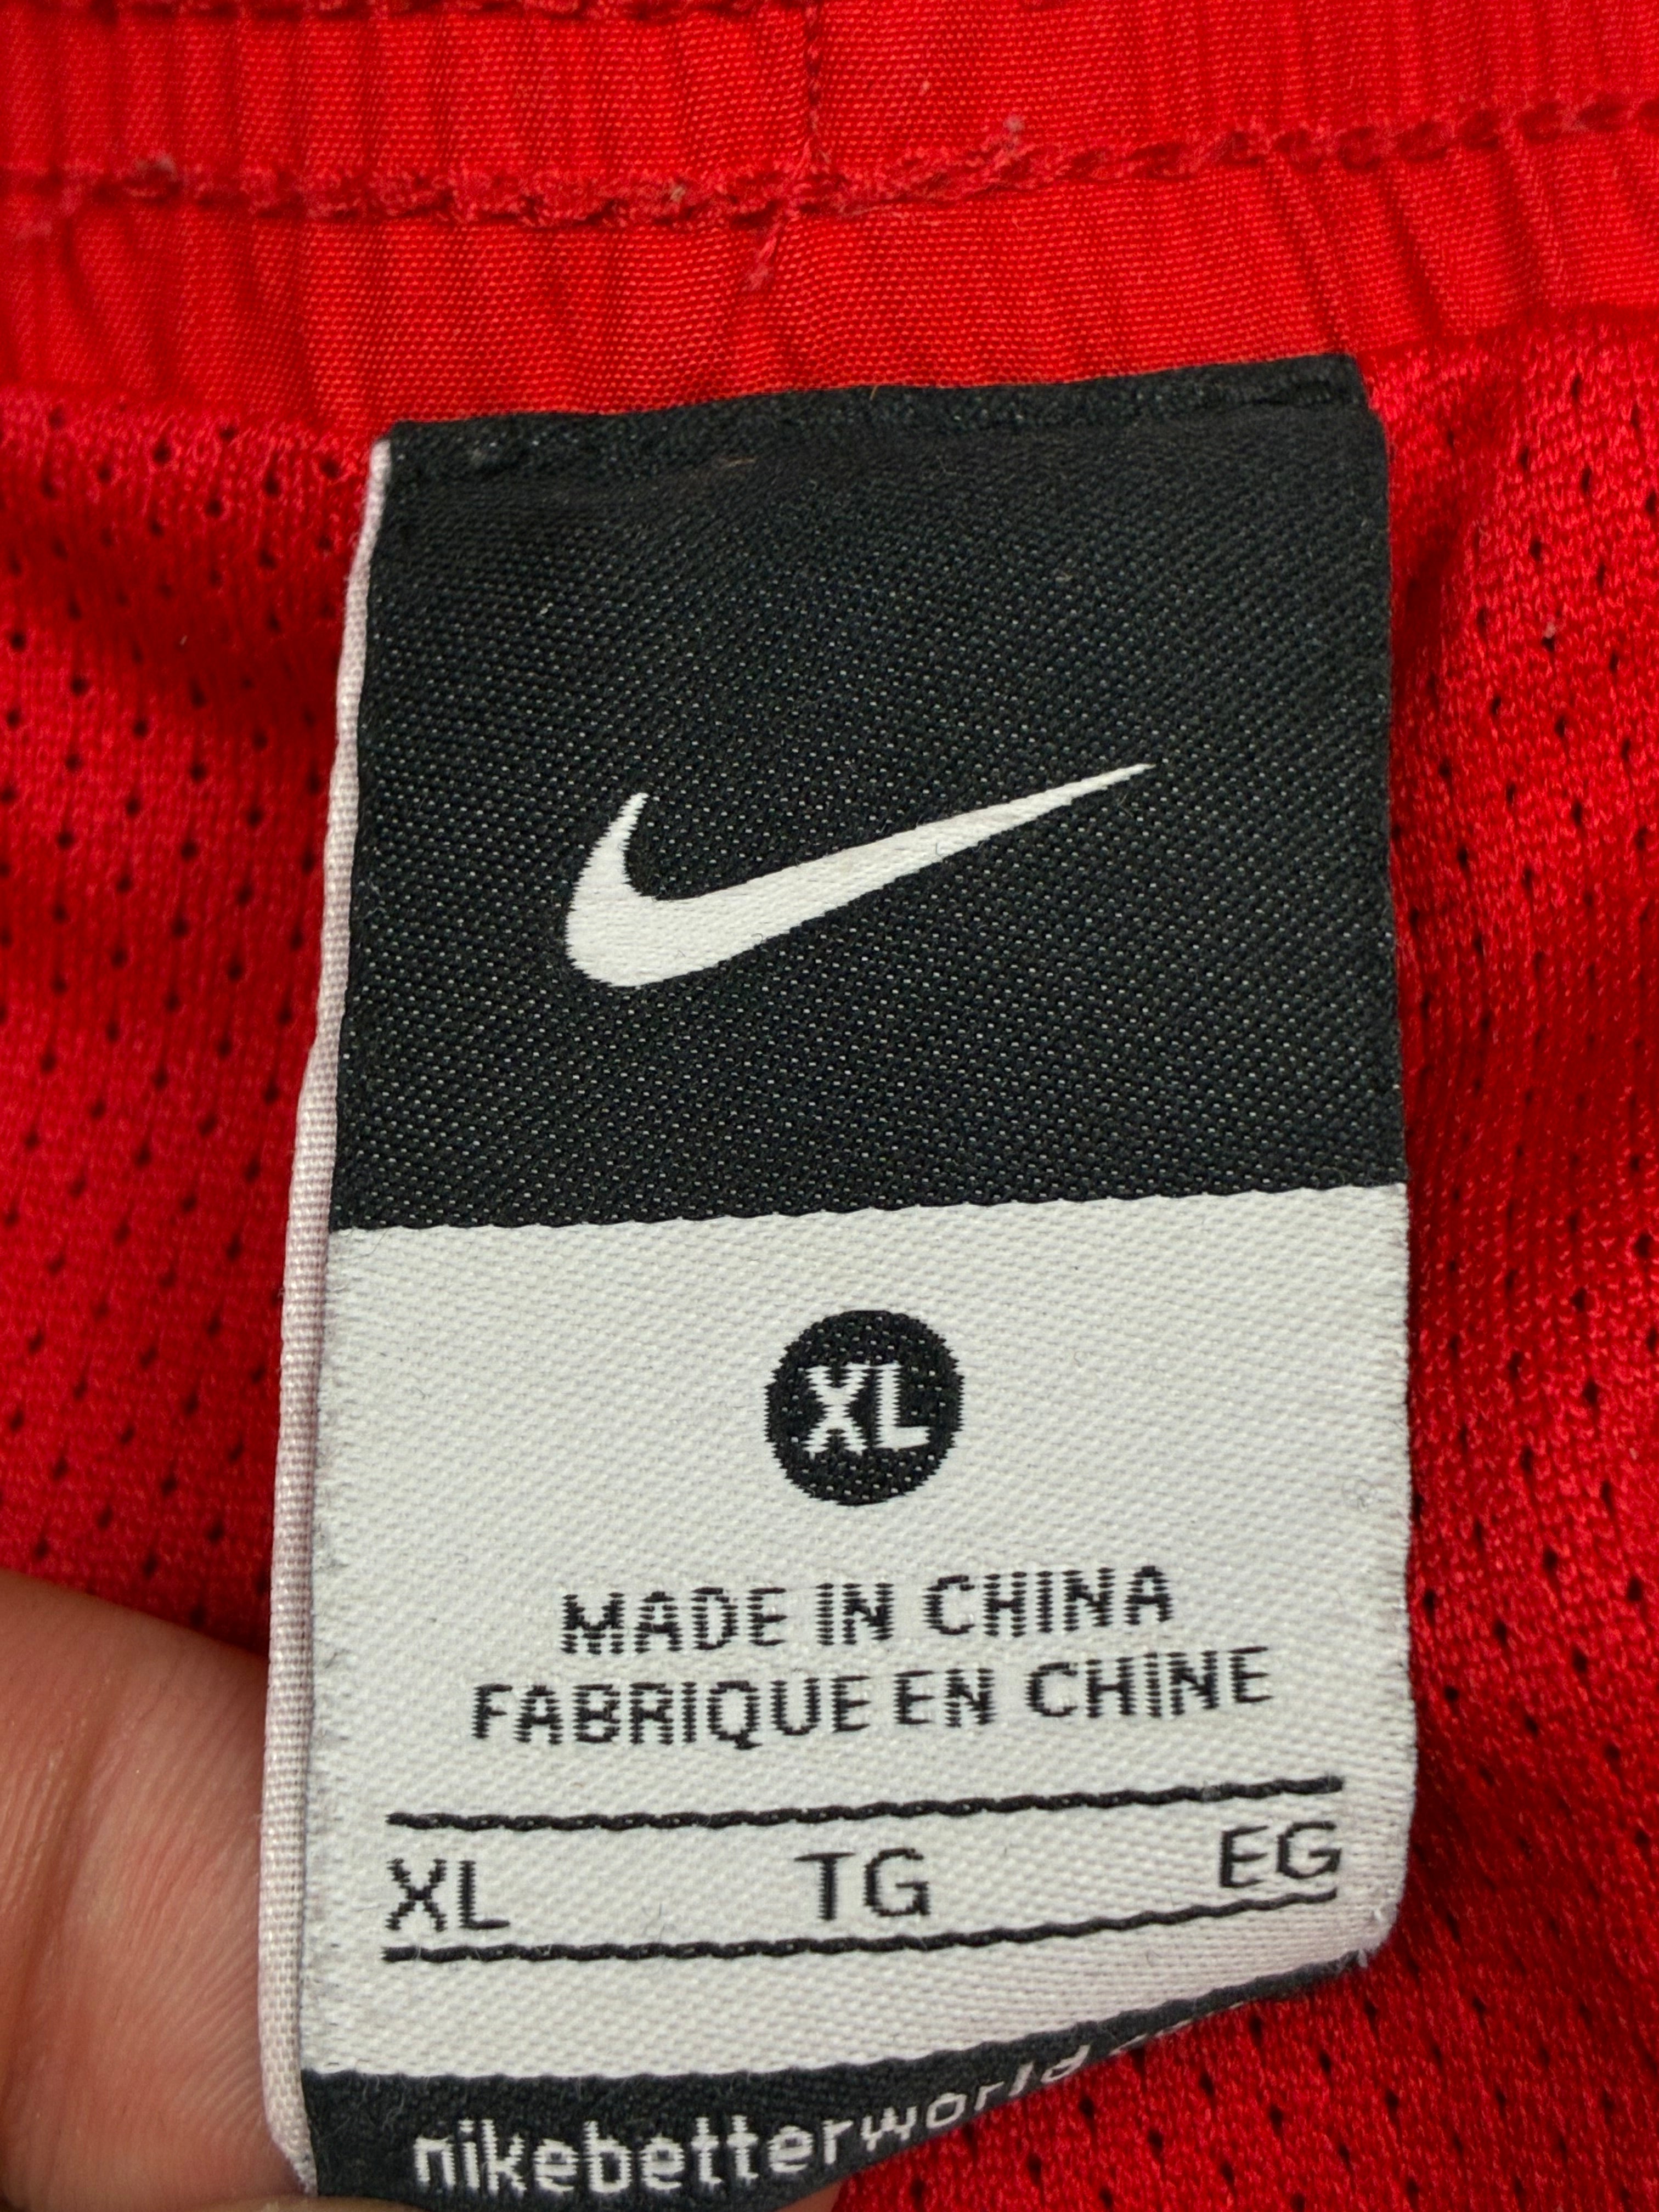 XL
MADE IN CHINA
FABRIQUE EN CHINE
XL TG EG
nikebetterworld